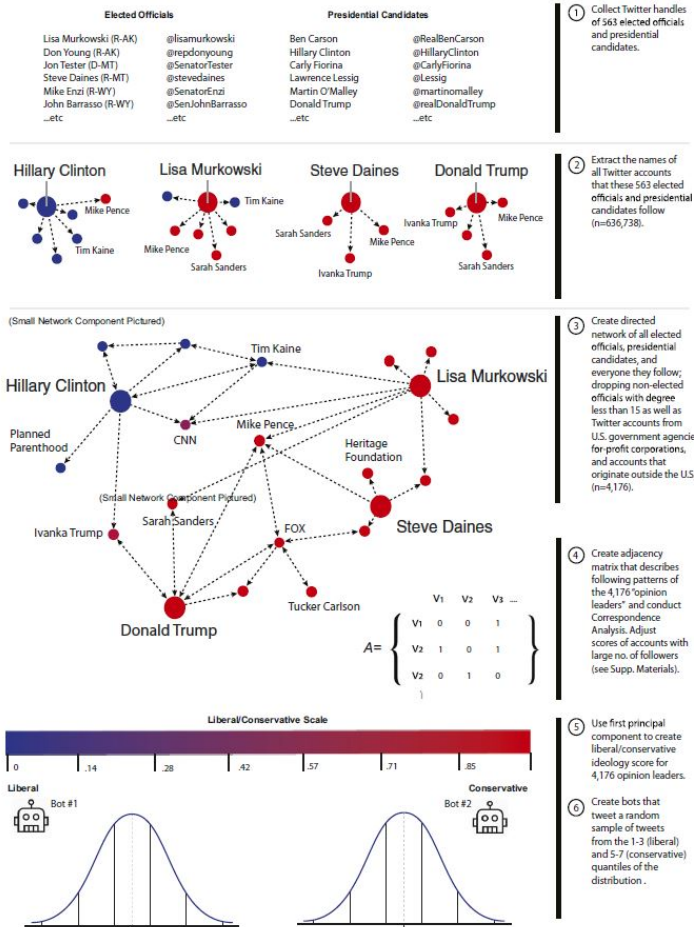 Elected Officials
Presidential Candidates
Lisa Murkowski (R-AK) @lisamurkowski Ben Carson @RealBenCarson
Don Young (R-AK) @repdonyoung Hillary Clinton @HillaryClinton
Jon Tester (D-MT) @SenatorTester Carly Fiorina @CarlyFiorina
Steve Daines (R-MT) @stevedaines Lawrence Lessig @Lessig
Mike Enzi (R-WY) @SenatorEnzi Martin O'Malley @martinomalley
John Barrasso (R-WY) @SenJohnBarrasso Donald Trump @realDonaldTrump
...etc ...etc ...etc ...etc
1
Collect Twitter handles
of 563 elected officials
and presidential
candidates.
Hillary Clinton
Mike Pence
Tim Kaine
Lisa Murkowski
Tim Kaine
Mike Pence
Sarah Sanders
Steve Daines
Sarah Sanders
Mike Pence
Ivanka Trump
Donald Trump
Ivanka Trump
Mike Pence
Sarah Sanders
2
Extract the names of
all Twitter accounts
that these 563 elected
officials and presidential
candidates follow
(n=636,738).
(Small Network Component Pictured)
Tim Kaine
Hillary Clinton
Lisa Murkowski
Planned
Parenthood
CNN
Mike Pence
Heritage
Foundation
(Small Network Component Pictured)
Sarah Sanders
Ivanka Trump
FOX
Steve Daines
Tucker Carlson
Donald Trump
3
Create directed
network of all elected
officials, presidential
candidates, and
everyone they follow;
dropping non-elected
officials with degree
less than 15 as well as
Twitter accounts from
U.S. government agencie
for-profit corporations,
and accounts that
originate outside the U.S
(n=4,176).
V1 V2 V3 ....
V1 0 0 1
A= V2 1 0 1
V2 0 1 0
4
Create adjacency
matrix that describes
following patterns of
the 4,176 "opinion
leaders" and conduct
Correspondence
Analysis. Adjust
scores of accounts with
large no. of followers
(see Supp. Materials).
Liberal/Conservative Scale
0 .14 .28 .42 .57 .71 .85
Liberal
Conservative
Bot #1
Bot #2
5
Use first principal
component to create
liberal/conservative
ideology score for
4,176 opinion leaders.
6
Create bots that
tweet a random
sample of tweets
from the 1-3 (liberal)
and 5-7 (conservative)
quantiles of the
distribution .